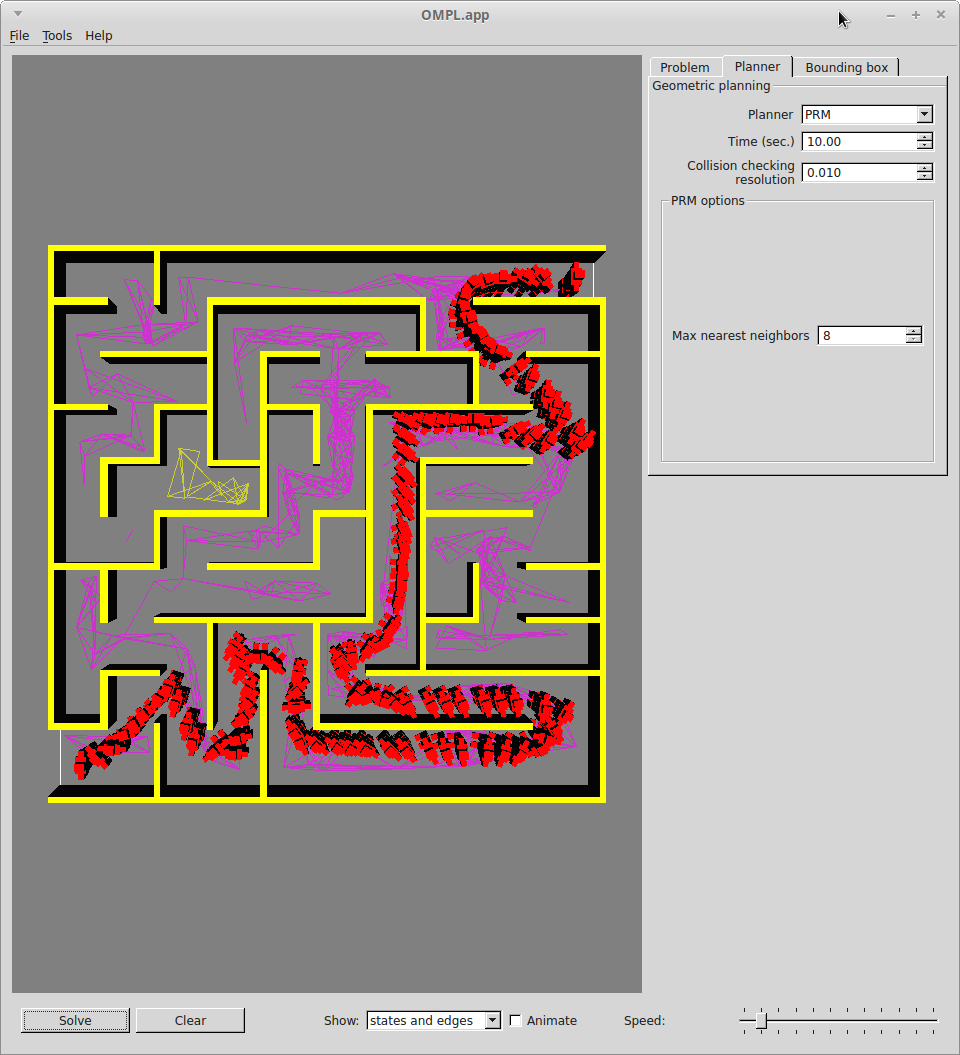 OMPL.app
File Tools Help
Problem Planner Bounding box
Geometric planning
Planner PRM
Time (sec.) 10.00
Collision checking
resolution 0.010
PRM options
Max nearest neighbors 8
Solve Clear Show: states and edges Animate Speed: